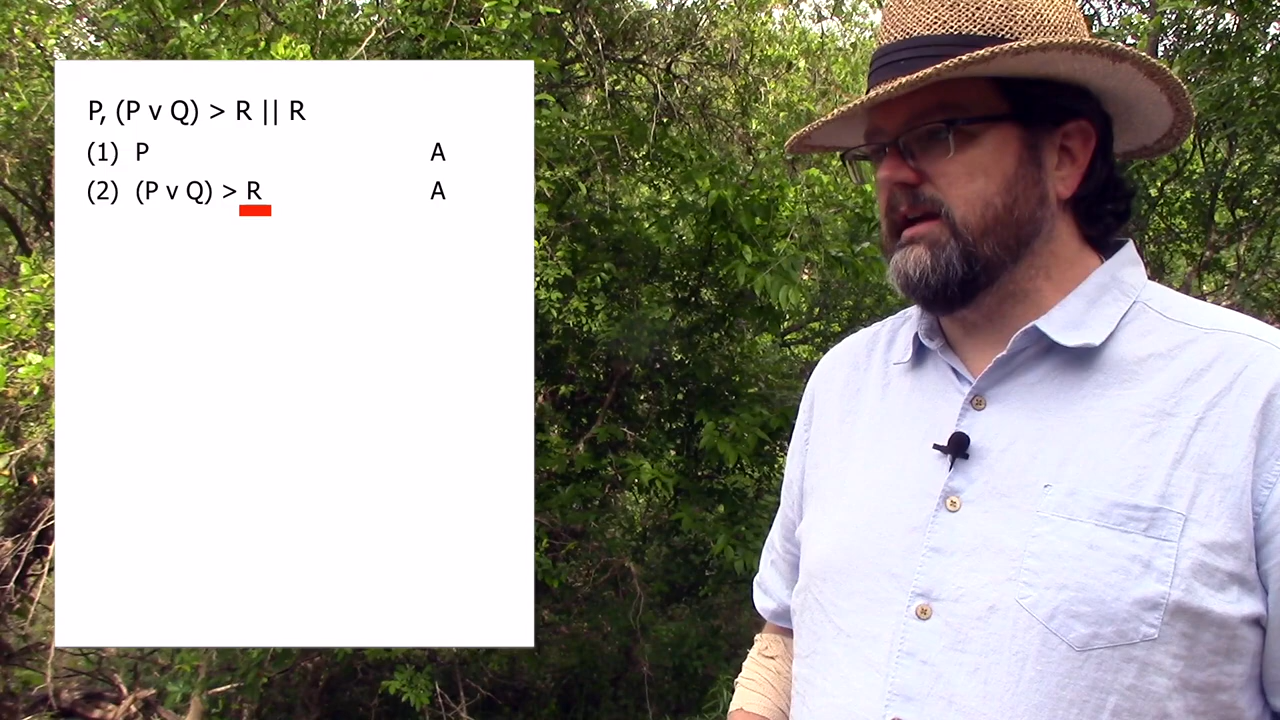 P, (P v Q) > R || R
(1) P A
(2) (P v Q) > R A